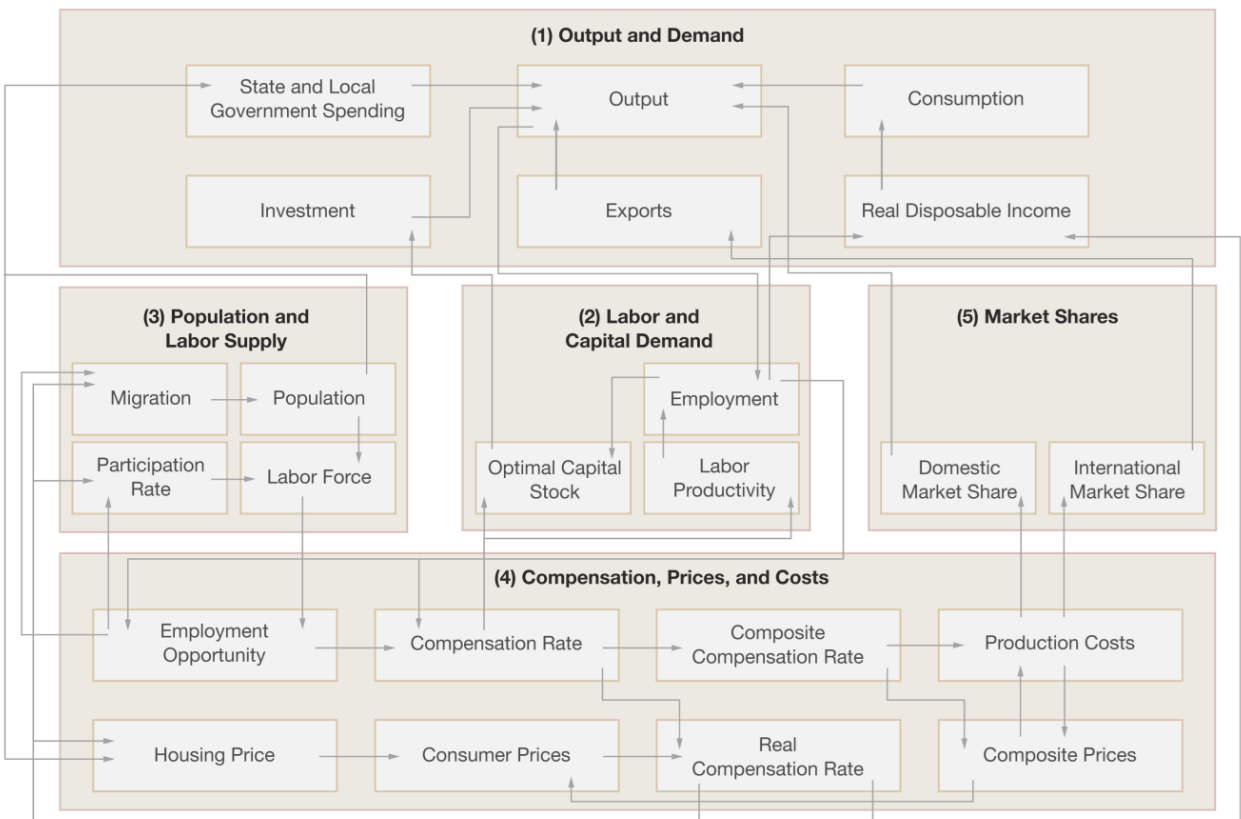 (1) Output and Demand
State and Local
Government Spending
Output
Consumption
Investment
Exports
Real Disposable Income
(3) Population and
Labor Supply
Migration
Population
Participation
Rate
Labor Force
(2) Labor and
Capital Demand
Employment
Optimal Capital
Stock
Labor
Productivity
(5) Market Shares
Domestic
Market Share
International
Market Share
(4) Compensation, Prices, and Costs
Employment
Opportunity
Compensation Rate
Composite
Compensation Rate
Production Costs
Housing Price
Consumer Prices
Real
Compensation Rate
Composite Prices